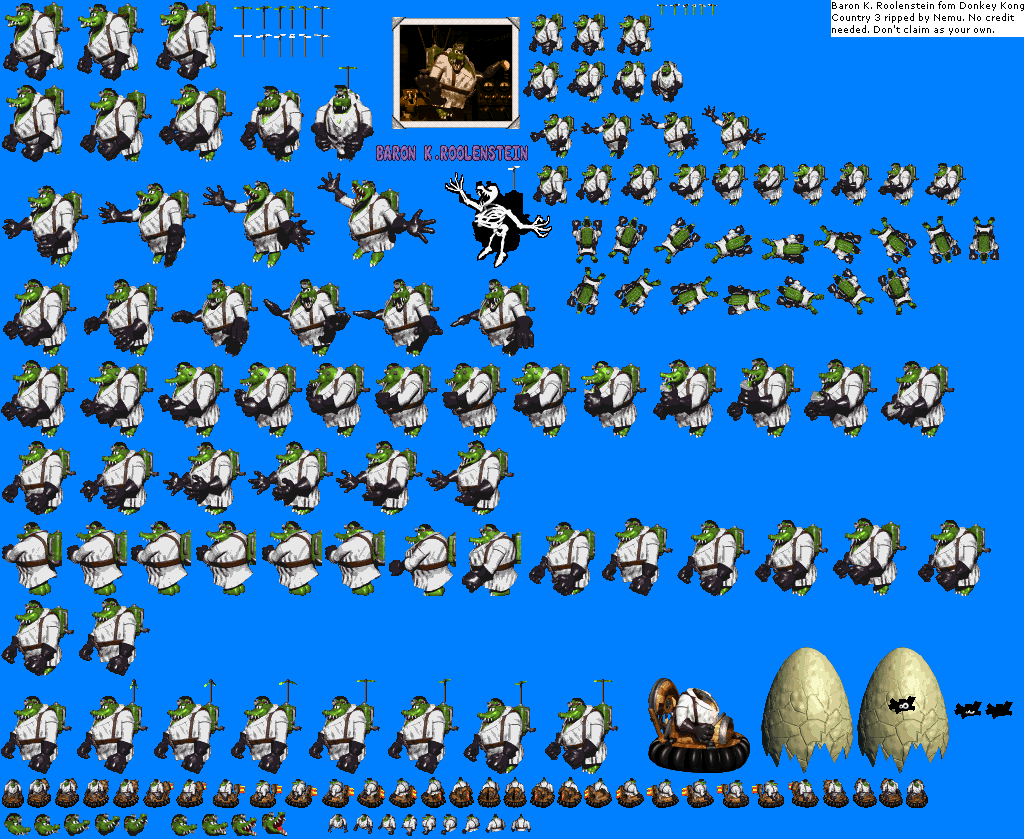 Baron K. Roolenstein fom Donkey Kong
Country 3 ripped by Nemu. No credit
needed. Don't claim as your own.
BARON K.ROOLENSTEIN